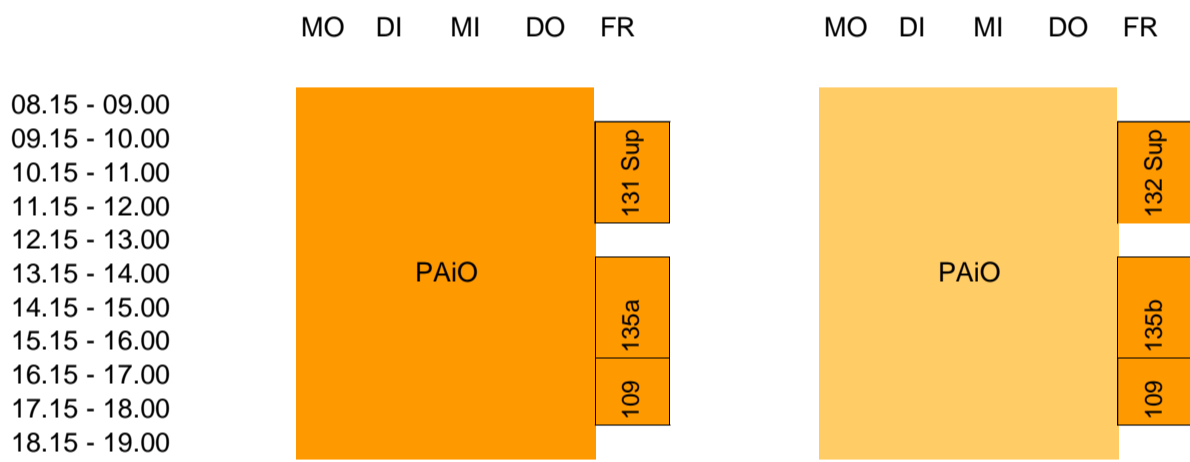 MO DI MI DO FR MO DI MI DO FR
08.15 - 09.00
09.15 - 10.00
10.15 - 11.00
11.15 - 12.00
12.15 - 13.00
13.15 - 14.00
14.15 - 15.00
15.15 - 16.00
16.15 - 17.00
17.15 - 18.00
18.15 - 19.00
PAiO
131 Sup
135a
109
PAiO
132 Sup
135b
109